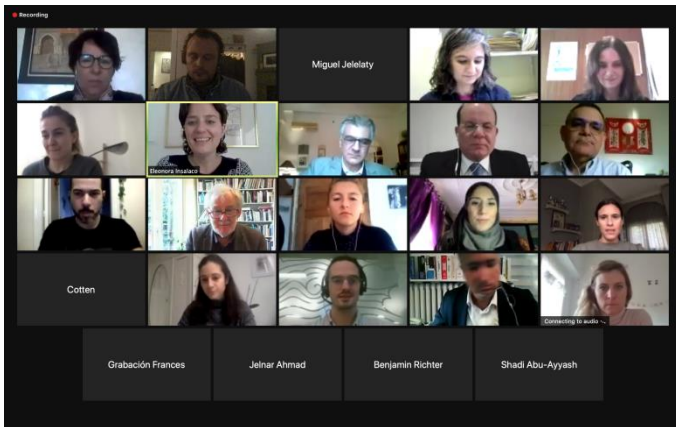 Recording
Miguel Jelelaty
Eleonora Insalaco
Cotten
Connecting to audio ·...
Grabación Frances
Jelnar Ahmad
Benjamin Richter
Shadi Abu-Ayyash